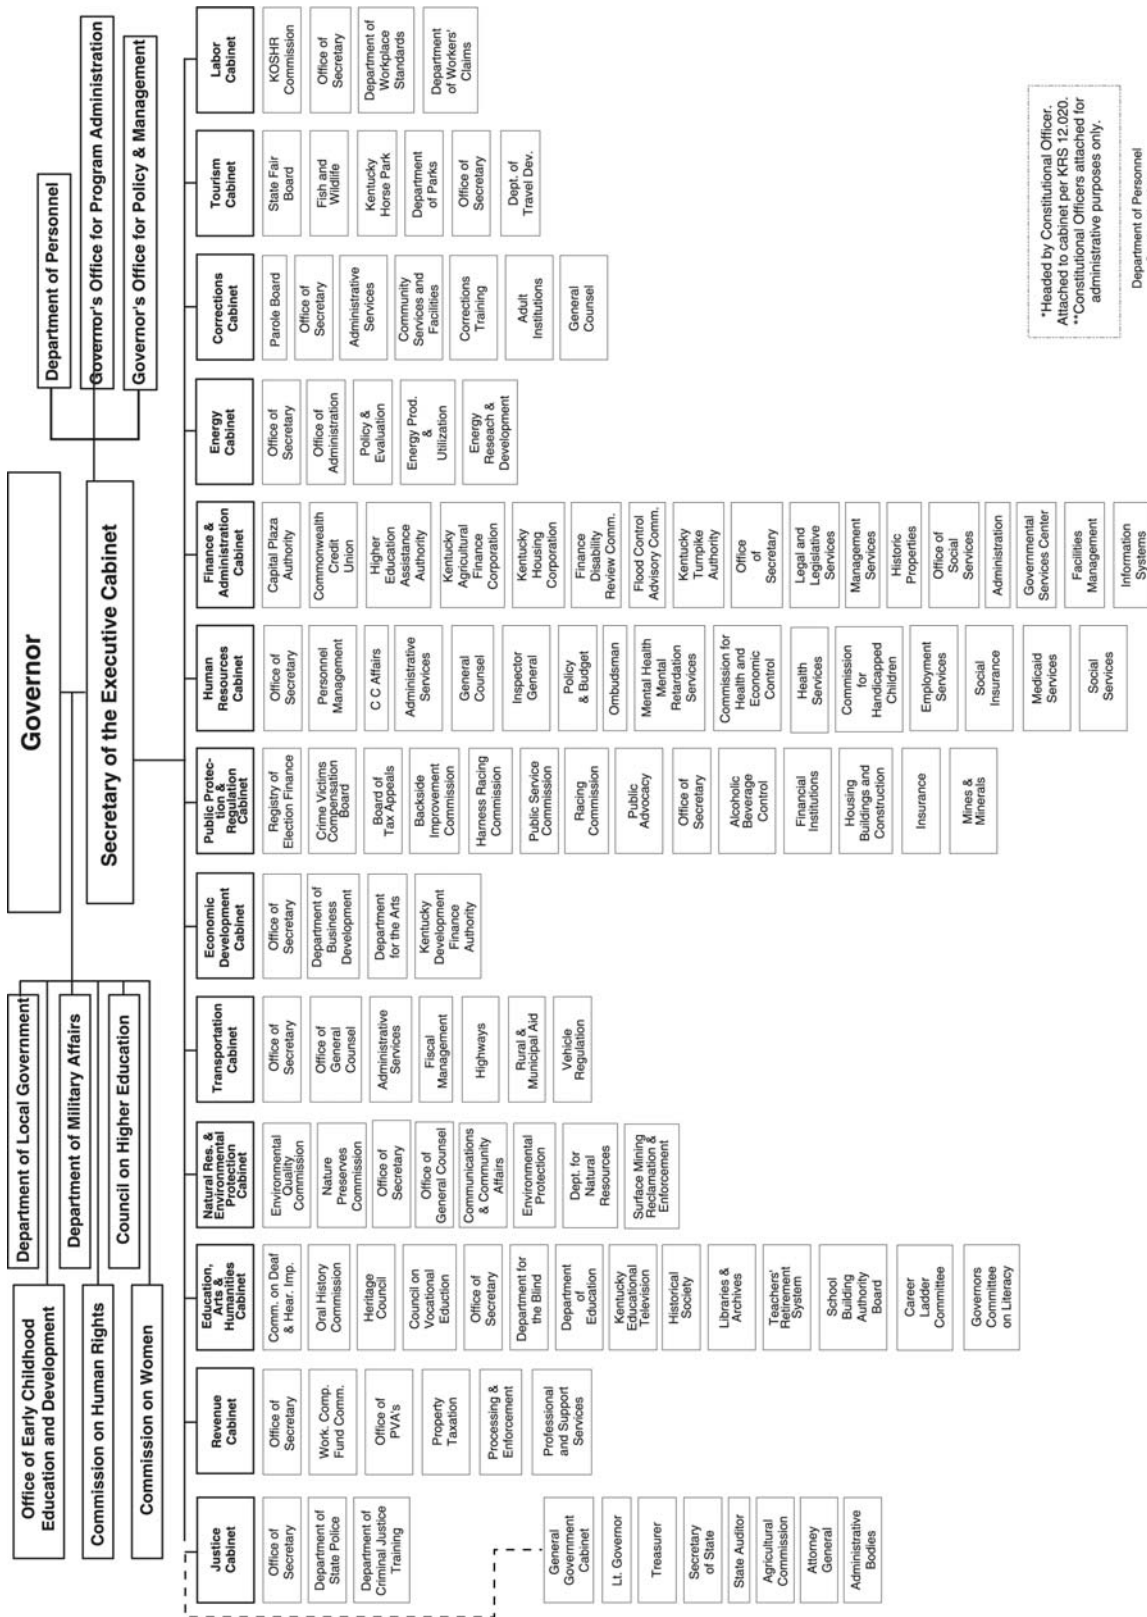 Governor
Secretary of the Executive Cabinet
Department of Personnel
Governor's Office for Program Administration
Governor's Office for Policy & Management
Department of Local Government
Department of Military Affairs
Council on Higher Education
Office of Early Childhood
Education and Development
Commission on Human Rights
Commission on Women
Justice
Cabinet
Office of
Secretary
Department of
State Police
Department of
Criminal Justice
Training
General
Government
Cabinet
Lt. Governor
Treasurer
Secretary
of State
State Auditor
Agricultural
Commission
Attorney
General
Administrative
Bodies
Revenue
Cabinet
Office of
Secretary
Work. Comp.
Fund Comm.
Office of
PVA's
Property
Taxation
Processing &
Enforcement
Professional
and Support
Services
Education,
Arts &
Humanities
Cabinet
Comm. on Deaf
& Hear. Imp.
Oral History
Commission
Heritage
Council
Council on
Vocational
Eduction
Office of
Secretary
Department for
the Blind
Department
of
Education
Kentucky
Educational
Television
Historical
Society
Libraries &
Archives
Teachers'
Retirement
System
School
Building
Authority
Board
Career
Ladder
Committee
Governors
Committee
on Literacy
Natural Res. &
Environmental
Protection
Cabinet
Environmental
Quality
Commission
Nature
Preserves
Commission
Office of
Secretary
Office of
General Counsel
Communications
& Community
Affairs
Environmental
Protection
Dept. for
Natural
Resources
Surface Mining
Reclamation &
Enforcement
Transportation
Cabinet
Office of
Secretary
Office of
General
Counsel
Administrative
Services
Fiscal
Management
Highways
Rural &
Municipal Aid
Vehicle
Regulation
Economic
Development
Cabinet
Office of
Secretary
Department of
Business
Development
Department
for the Arts
Kentucky
Development
Finance
Authority
Public Protec-
tion &
Regulation
Cabinet
Registry of
Election Finance
Crime Victims
Compensation
Board
Board of
Tax Appeals
Backside
Improvement
Commission
Harness Racing
Commission
Public Service
Commission
Racing
Commission
Public
Advocacy
Office of
Secretary
Alcoholic
Beverage
Control
Financial
Institutions
Housing
Buildings and
Construction
Insurance
Mines &
Minerals
Human
Resources
Cabinet
Office of
Secretary
Personnel
Management
C C Affairs
Administrative
Services
General
Counsel
Inspector
General
Policy
& Budget
Ombudsman
Mental Health
Mental
Retardation
Services
Commission for
Health and
Economic
Control
Health
Services
Commission
for
Handicapped
Children
Employment
Services
Social
Insurance
Medicaid
Services
Social
Services
Finance &
Administration
Cabinet
Capital Plaza
Authority
Commonwealth
Credit
Union
Higher
Education
Assistance
Authority
Kentucky
Agricultural
Finance
Corporation
Kentucky
Housing
Corporation
Finance
Disability
Review Comm.
Flood Control
Advisory Comm.
Kentucky
Turnpike
Authority
Office
of
Secretary
Legal and
Legislative
Services
Management
Services
Historic
Properties
Office of
Social
Services
Administration
Governmental
Services Center
Facilities
Management
Information
Systems
Energy
Cabinet
Office of
Secretary
Office of
Administration
Policy &
Evaluation
Energy Prod.
&
Utilization
Energy
Reseach &
Development
Corrections
Cabinet
Parole Board
Office of
Secretary
Administrative
Services
Community
Services and
Facilities
Corrections
Training
Adult
Institutions
General
Counsel
Tourism
Cabinet
State Fair
Board
Fish and
Wildlife
Kentucky
Horse Park
Department
of Parks
Office of
Secretary
Dept. of
Travel Dev.
Labor
Cabinet
KOSHR
Commission
Office of
Secretary
Department of
Workplace
Standards
Department
of Workers'
Claims
*Headed by Constitutional Officer.
Attached to cabinet per KRS 12.020.
**Constitutional Officers attached for
administrative purposes only.
Department of Personnel